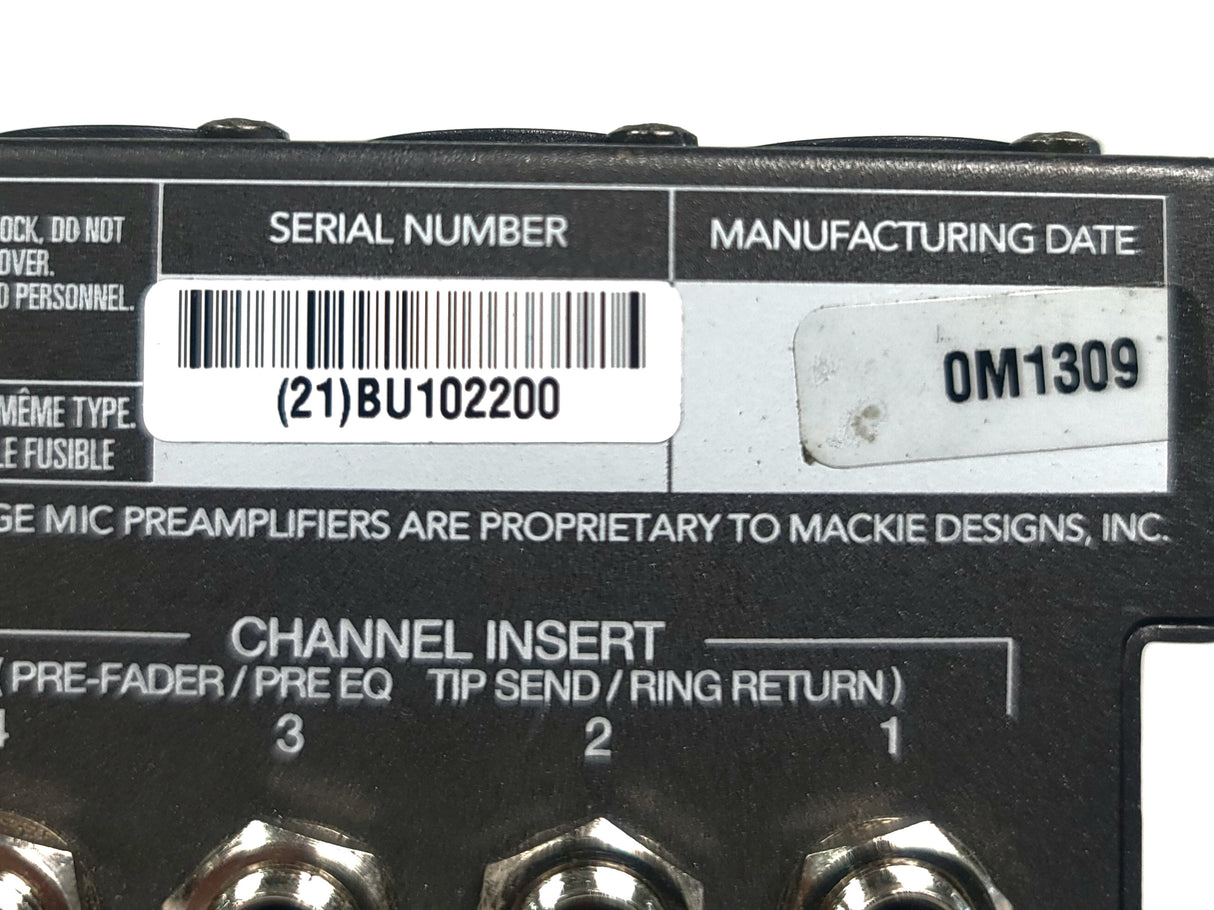 OCK, DO NOT
OVER.
D PERSONNEL.
MÊME TYPE.
LE FUSIBLE
SERIAL NUMBER
(21)BU102200
MANUFACTURING DATE
0M1309
GE MIC PREAMPLIFIERS ARE PROPRIETARY TO MACKIE DESIGNS, INC.
CHANNEL INSERT
( PRE-FADER / PRE EQ TIP SEND / RING RETURN )
4 3 2 1